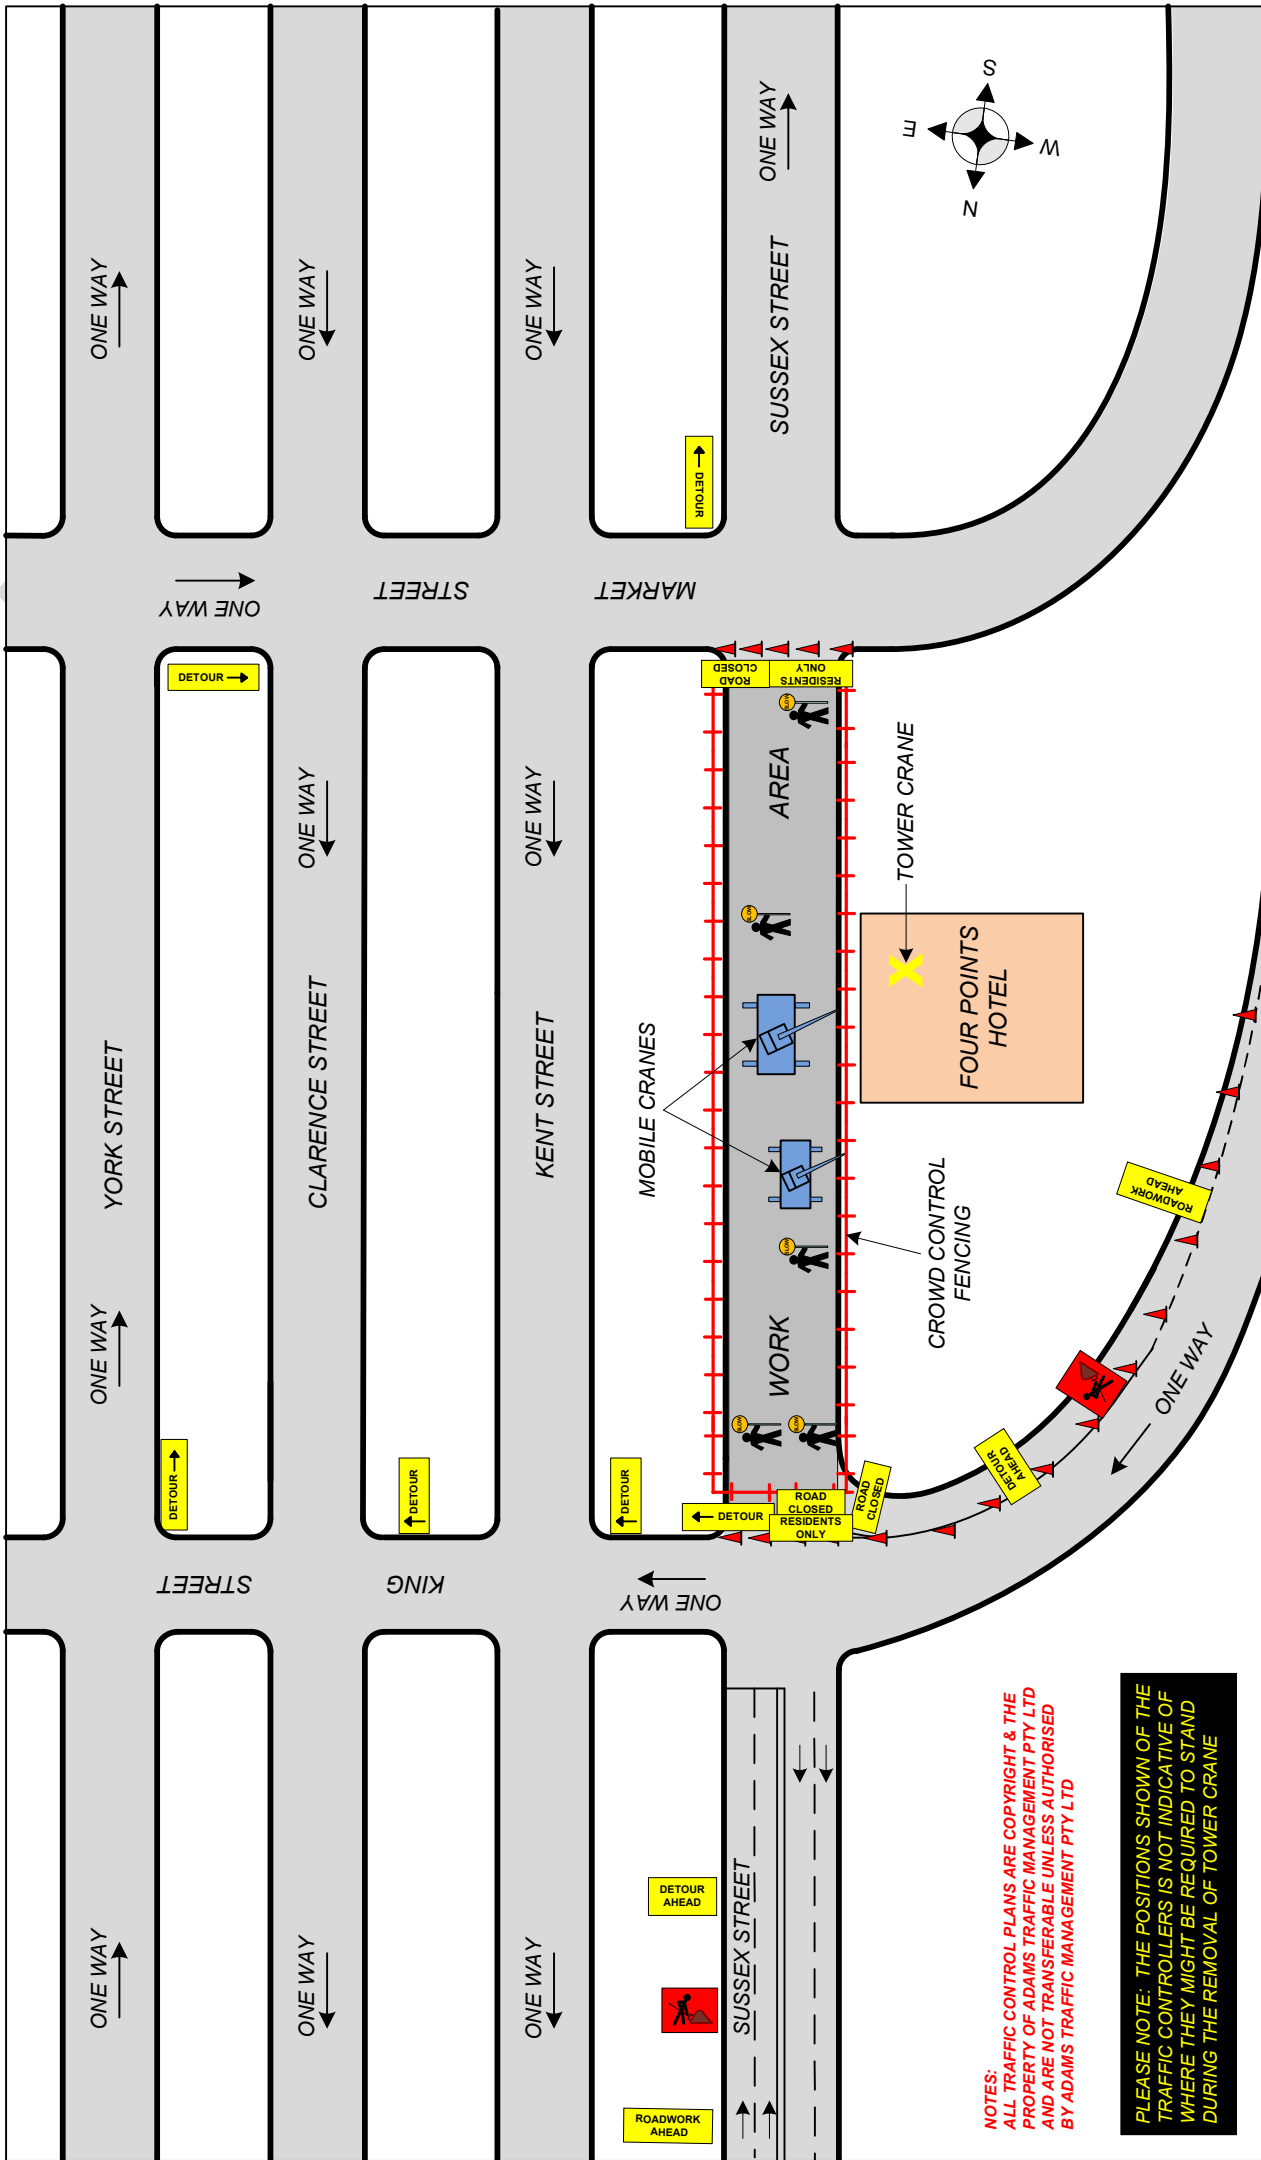 ONE WAY
ONE WAY
ONE WAY
ONE WAY
S
E
W
N
SUSSEX STREET
DETOUR
ONE WAY
STREET
MARKET
DETOUR
ROAD
CLOSED
RESIDENTS
ONLY
SLOW
ONE WAY
ONE WAY
AREA
TOWER CRANE
SLOW
YORK STREET
CLARENCE STREET
KENT STREET
MOBILE CRANES
FOUR POINTS
HOTEL
CROWD CONTROL
FENCING
ROADWORK
AHEAD
SLOW
ONE WAY
WORK
ONE WAY
SLOW
SLOW
DETOUR
DETOUR
DETOUR
DETOUR
ROAD
CLOSED
RESIDENTS
ONLY
ROAD
CLOSED
DETOUR
AHEAD
STREET
KING
ONE WAY
ONE WAY
ONE WAY
ONE WAY
DETOUR
AHEAD
SUSSEX STREET
ROADWORK
AHEAD
NOTES:
ALL TRAFFIC CONTROL PLANS ARE COPYRIGHT & THE
PROPERTY OF ADAMS TRAFFIC MANAGEMENT PTY LTD
AND ARE NOT TRANSFERABLE UNLESS AUTHORISED
BY ADAMS TRAFFIC MANAGEMENT PTY LTD
PLEASE NOTE: THE POSITIONS SHOWN OF THE
TRAFFIC CONTROLLERS IS NOT INDICATIVE OF
WHERE THEY MIGHT BE REQUIRED TO STAND
DURING THE REMOVAL OF TOWER CRANE